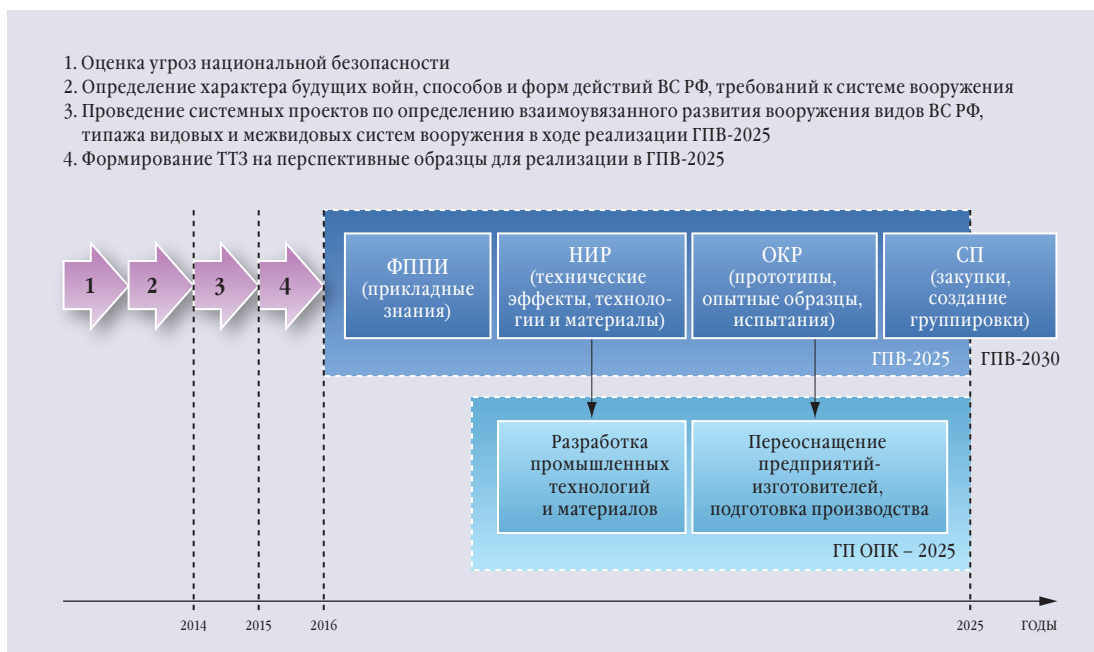 1. Оценка угроз национальной безопасности
2. Определение характера будущих войн, способов и форм действий ВС РФ, требований к системе вооружения
3. Проведение системных проектов по определению взаимоувязанного развития вооружения видов ВС РФ,
типажа видовых и межвидовых систем вооружения в ходе реализации ГПВ-2025
4. Формирование ТТЗ на перспективные образцы для реализации в ГПВ-2025
1
2
3
4
ФППИ
(прикладные
знания)
НИР
(технические
эффекты, техноло-
гии и материалы)
ОКР
(прототипы,
опытные образцы,
испытания)
СП
(закупки,
создание
группировки)
ГПВ-2025
ГПВ-2030
Разработка
промышленных
технологий
и материалов
Переоснащение
предприятий-
изготовителей,
подготовка производства
ГП ОПК – 2025
2014
2015
2016
2025
ГОДЫ